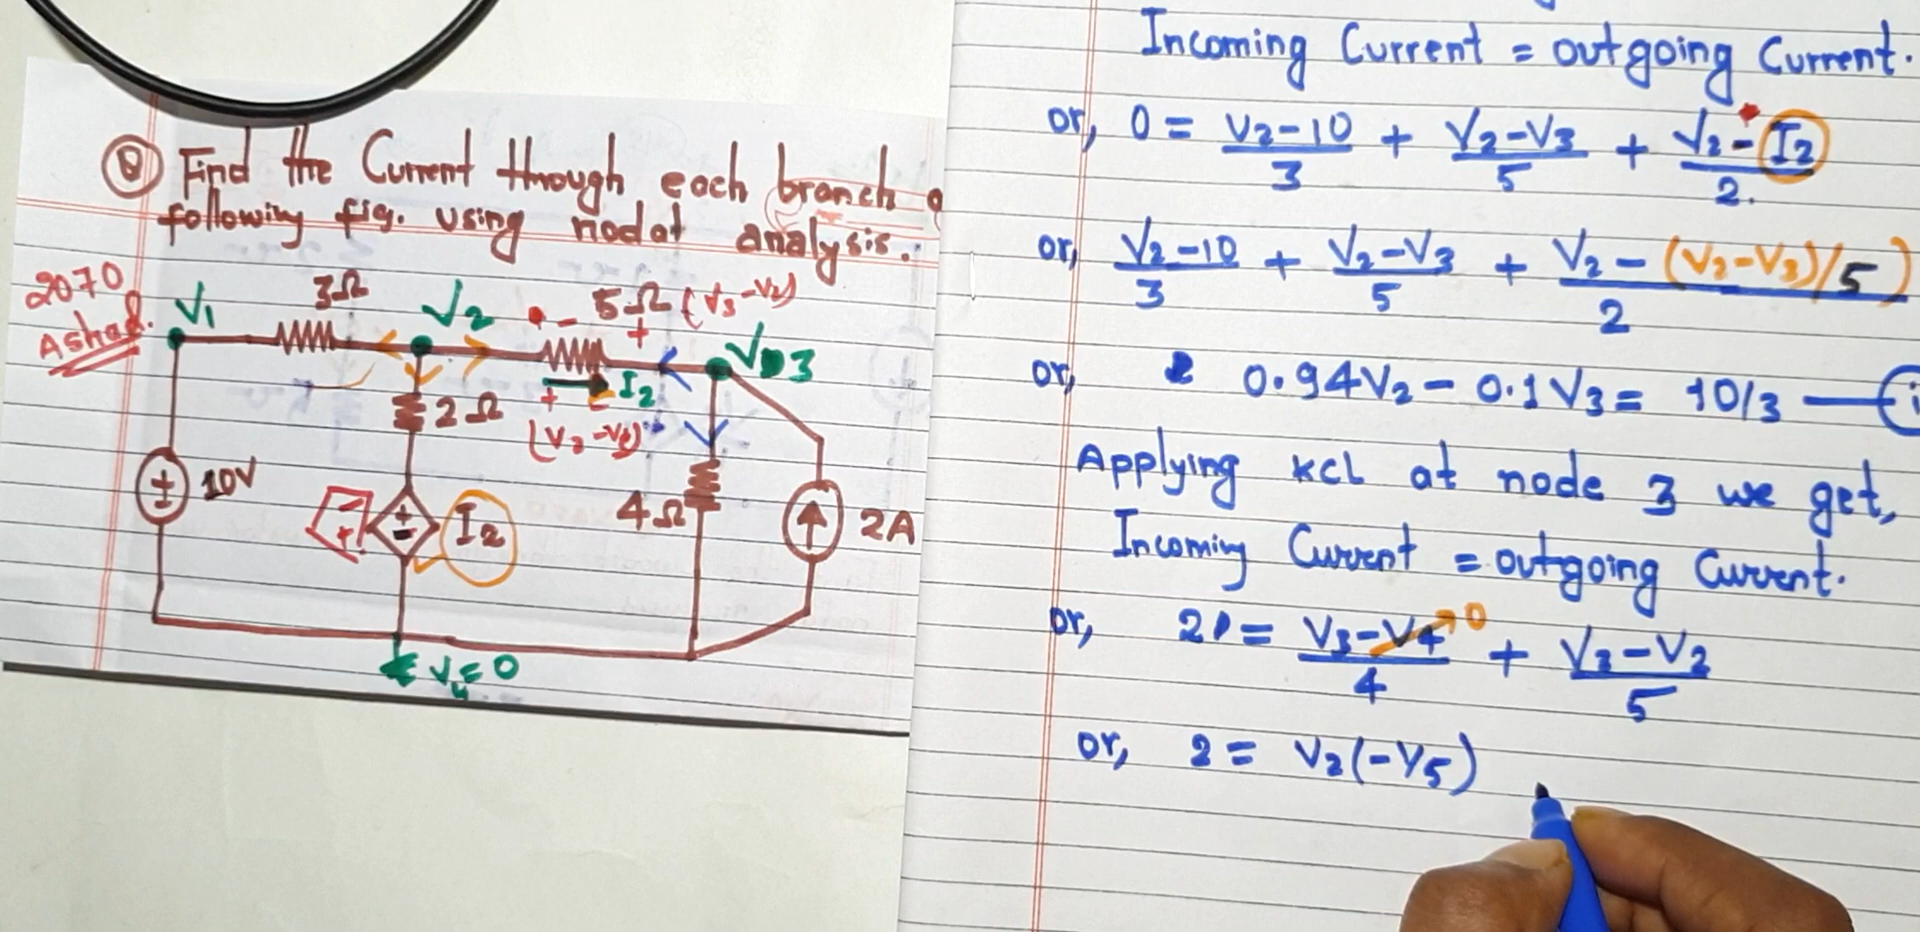 Q Find the Current through each branch
following fig. using nodal analysis.
2070
Ashad.
V1
3Ω
V2
- 5Ω (V3-V2)
+
V3
I2
+ -
2Ω
10V
I2
4Ω
2A
V4=0
Incoming Current = outgoing Current.
or, 0 = V2-10/3 + V2-V3/5 + V2-I2/2.
or, V2-10/3 + V2-V3/5 + V2-(V2-V3)/5)/2
or, 0.94V2 - 0.1V3 = 10/3 — (i
Applying KCL at node 3 we get,
Incoming Current = outgoing Current.
or, 2 = V3-V4/4 + V3-V2/5
0
or, 2 = V2(-1/5)